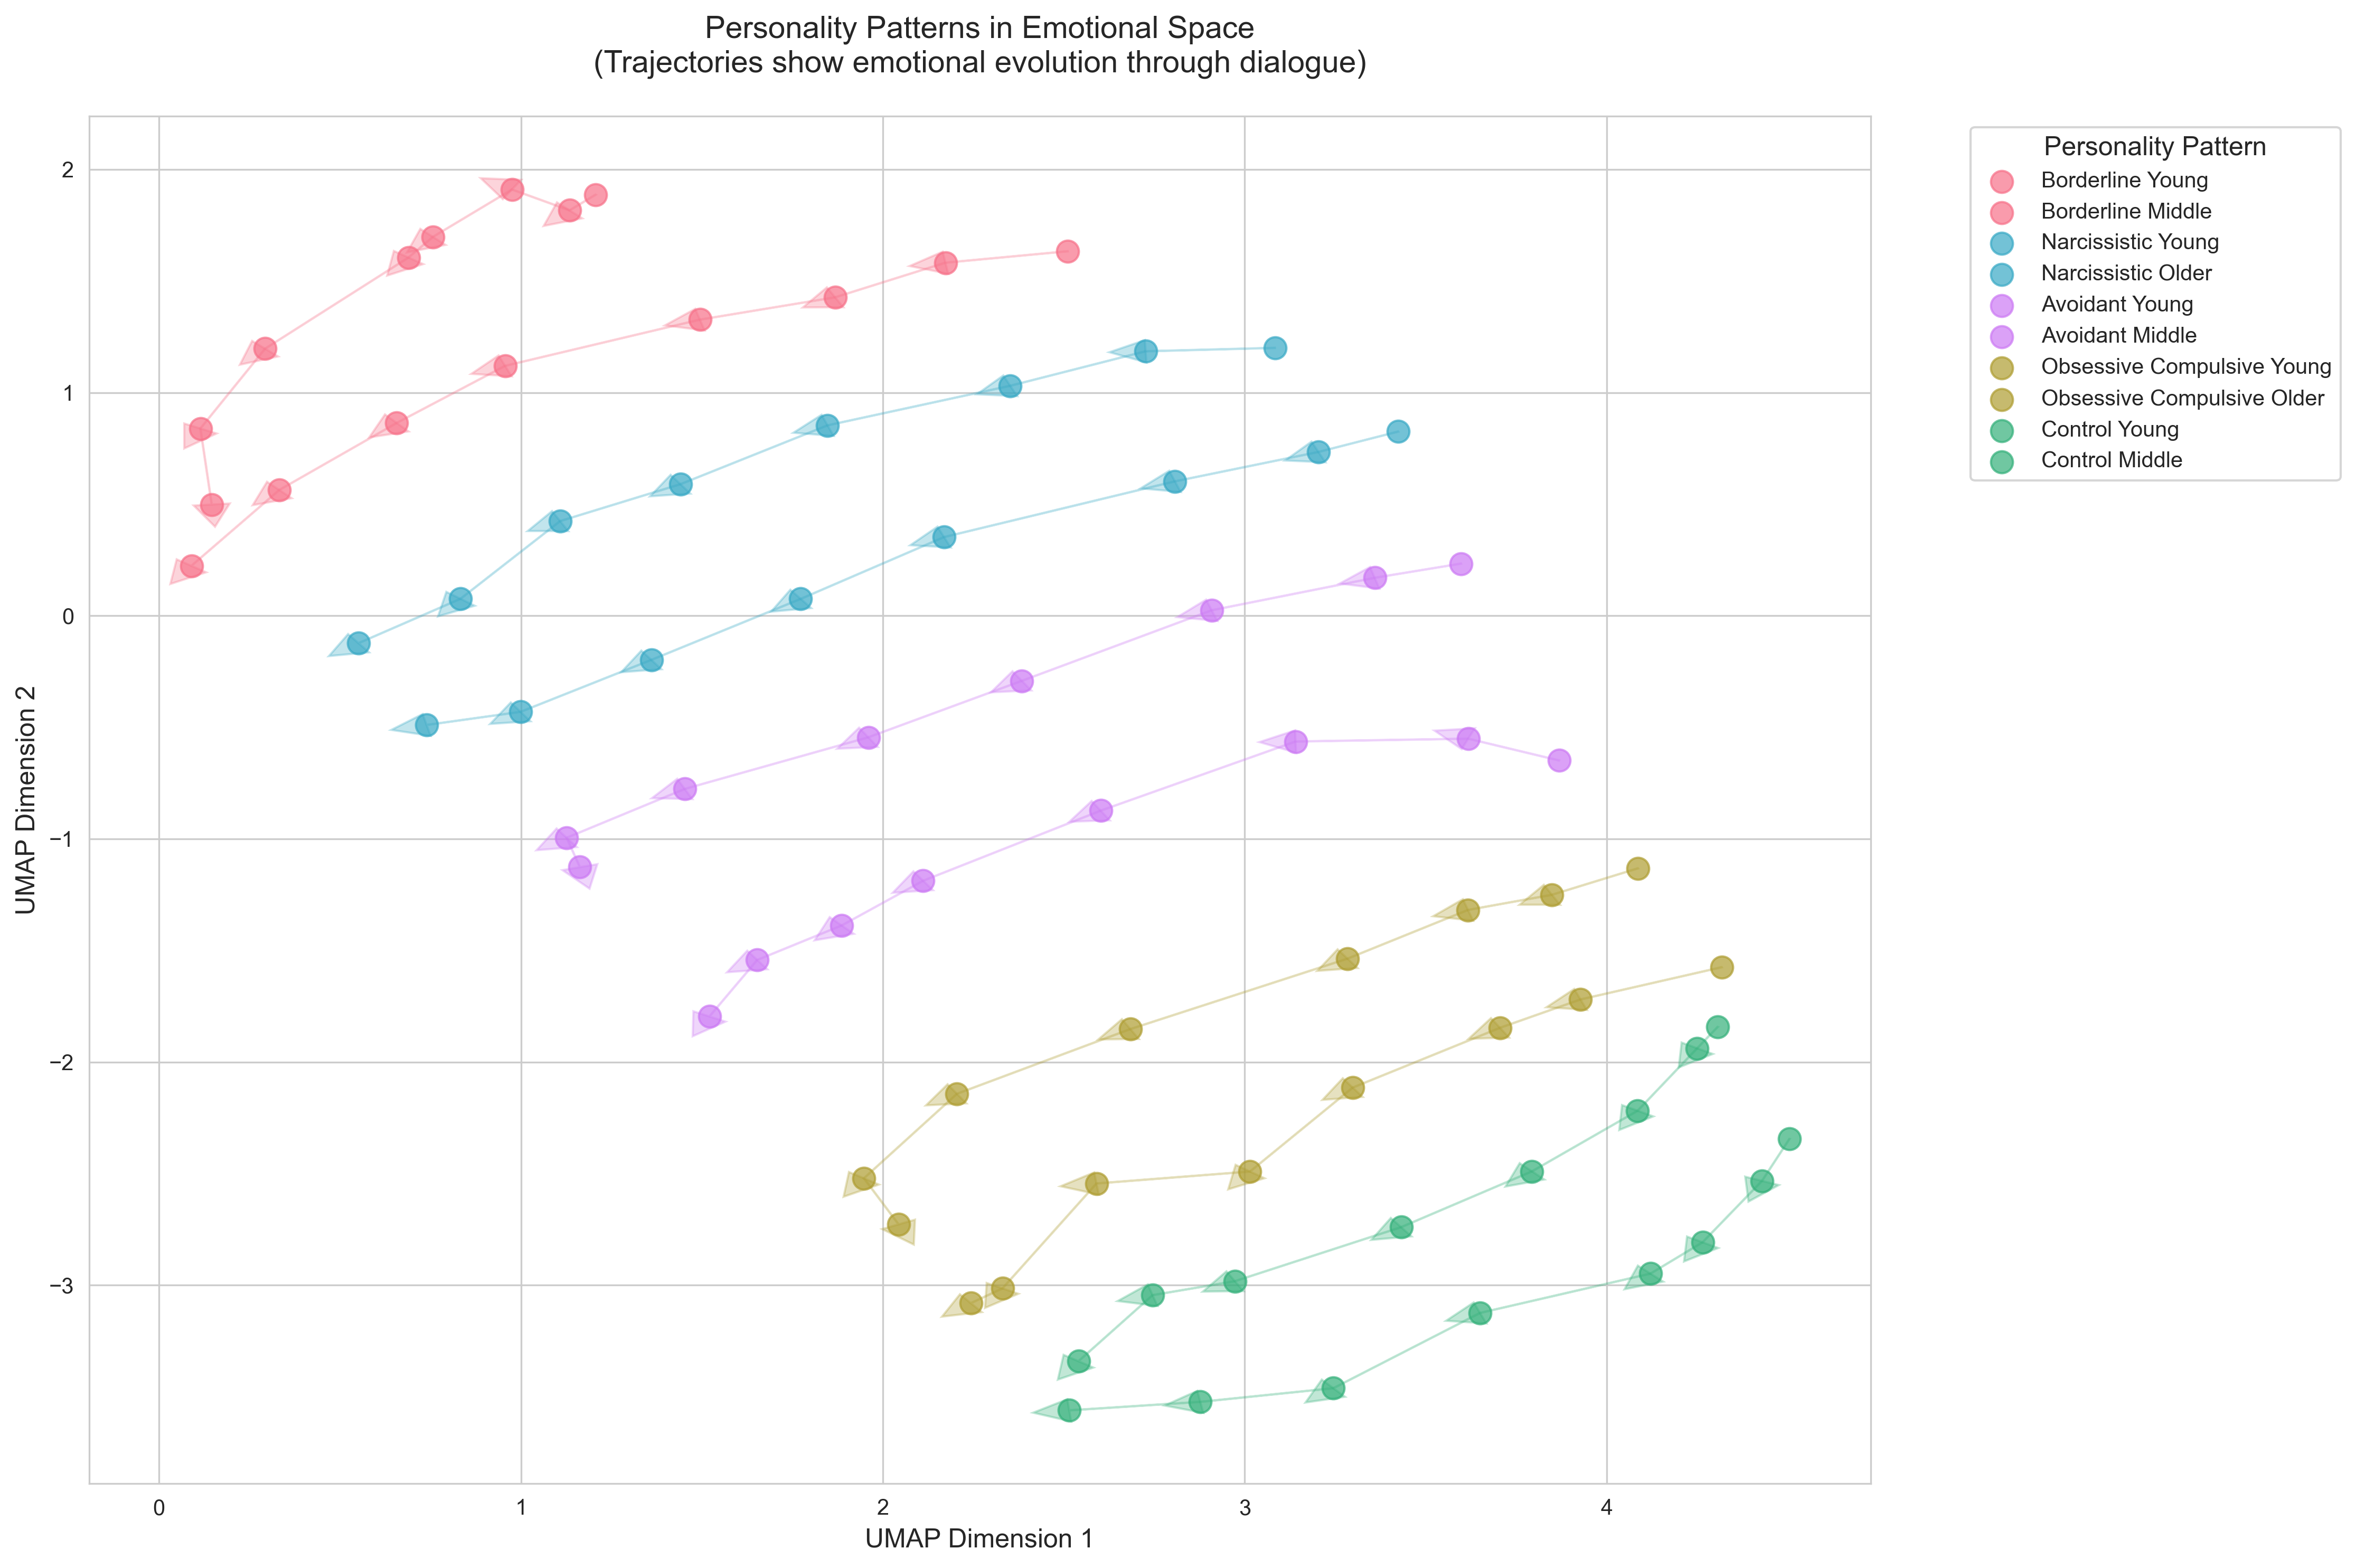 Personality Patterns in Emotional Space
(Trajectories show emotional evolution through dialogue)
Personality Pattern
Borderline Young
Borderline Middle
Narcissistic Young
Narcissistic Older
Avoidant Young
Avoidant Middle
Obsessive Compulsive Young
Obsessive Compulsive Older
Control Young
Control Middle
UMAP Dimension 2
2
1
0
−1
−2
−3
0
1
2
3
4
UMAP Dimension 1